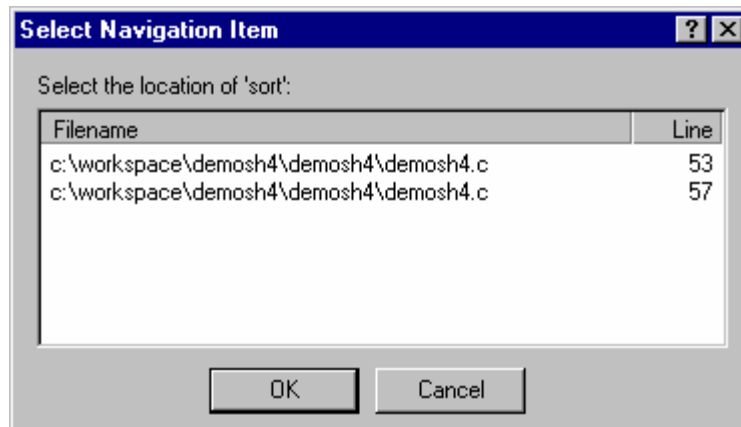 Select Navigation Item
Select the location of 'sort':
Filename Line
c:\workspace\demosh4\demosh4\demosh4.c 53
c:\workspace\demosh4\demosh4\demosh4.c 57
OK Cancel